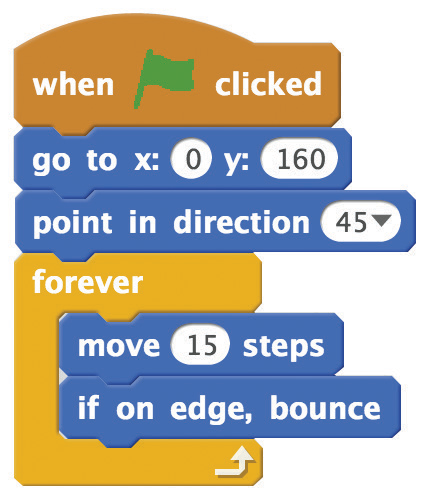 when clicked
go to x: 0 y: 160
point in direction 45
forever
move 15 steps
if on edge, bounce